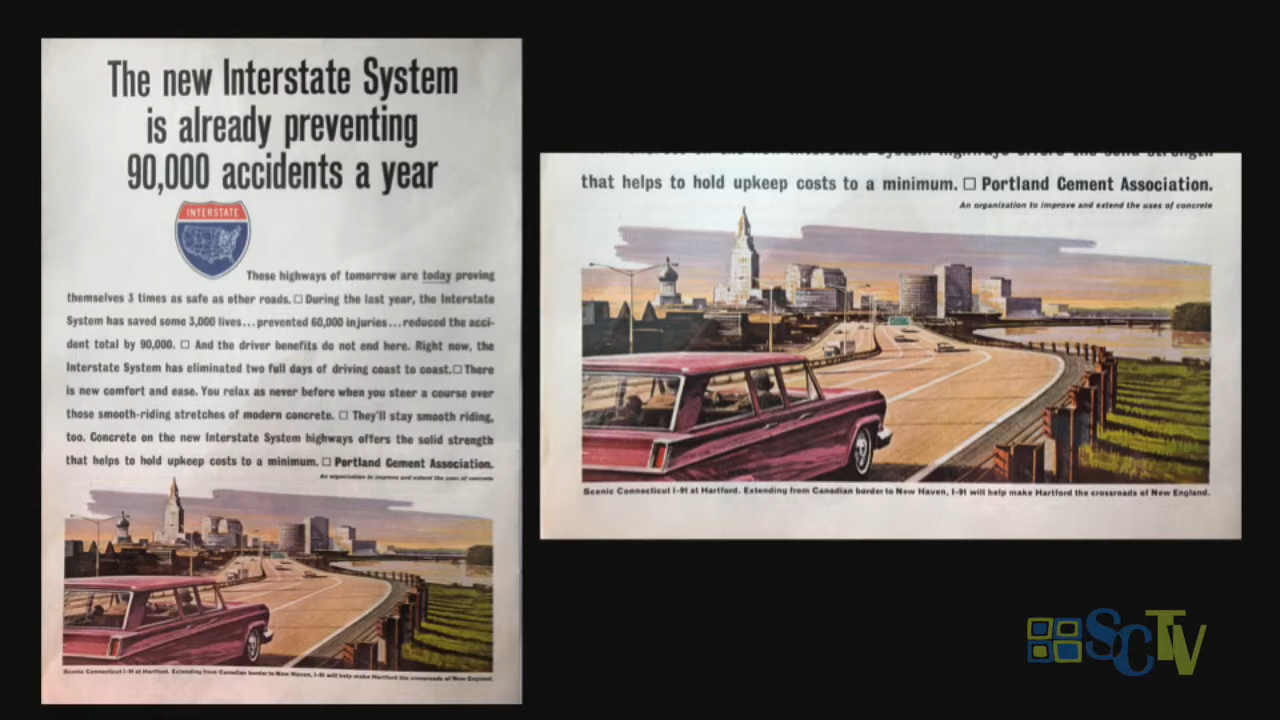 The new Interstate System
is already preventing
90,000 accidents a year
INTERSTATE
These highways of tomorrow are today proving
themselves 3 times as safe as other roads. □ During the last year, the Interstate
System has saved some 3,000 lives...prevented 60,000 injuries...reduced the acci-
dent total by 90,000. □ And the driver benefits do not end here. Right now, the
Interstate System has eliminated two full days of driving coast to coast. □ There
is new comfort and ease. You relax as never before when you steer a course over
those smooth-riding stretches of modern concrete. □ They'll stay smooth riding,
too. Concrete on the new Interstate System highways offers the solid strength
that helps to hold upkeep costs to a minimum. □ Portland Cement Association.
An organization to improve and extend the uses of concrete
Scenic Connecticut I-91 at Hartford. Extending from Canadian border to New Haven, I-91 will help make Hartford the crossroads of New England.
that helps to hold upkeep costs to a minimum. □ Portland Cement Association.
An organization to improve and extend the uses of concrete
Scenic Connecticut I-91 at Hartford. Extending from Canadian border to New Haven, I-91 will help make Hartford the crossroads of New England.
SCTV